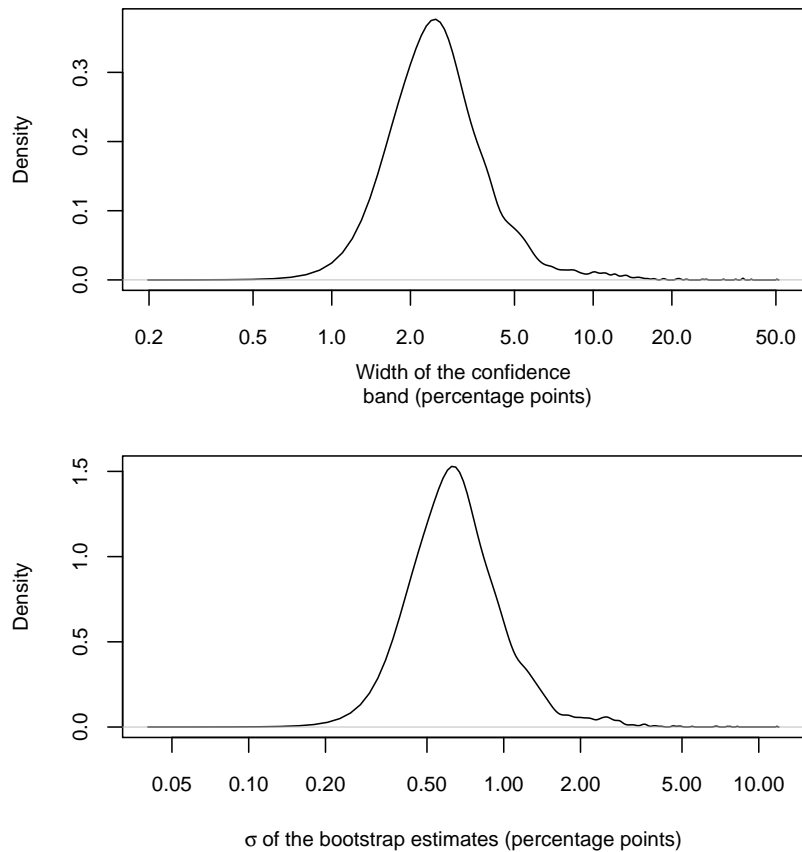 Density
0.3
0.2
0.1
0.0
0.2 0.5 1.0 2.0 5.0 10.0 20.0 50.0
Width of the confidence
band (percentage points)
Density
1.5
1.0
0.5
0.0
0.05 0.10 0.20 0.50 1.00 2.00 5.00 10.00
σ of the bootstrap estimates (percentage points)